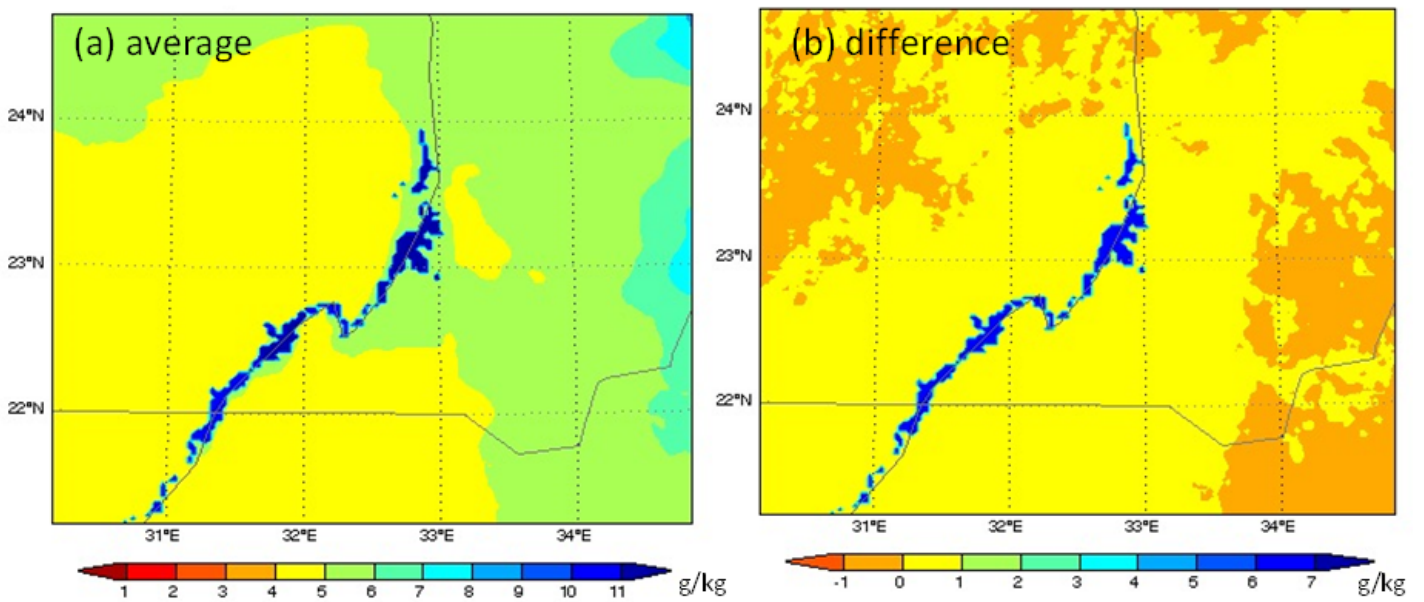 (a) average
(b) difference
24°N
23°N
22°N
31°E 32°E 33°E 34°E
1 2 3 4 5 6 7 8 9 10 11 g/kg
24°N
23°N
22°N
31°E 32°E 33°E 34°E
-1 0 1 2 3 4 5 6 7 g/kg